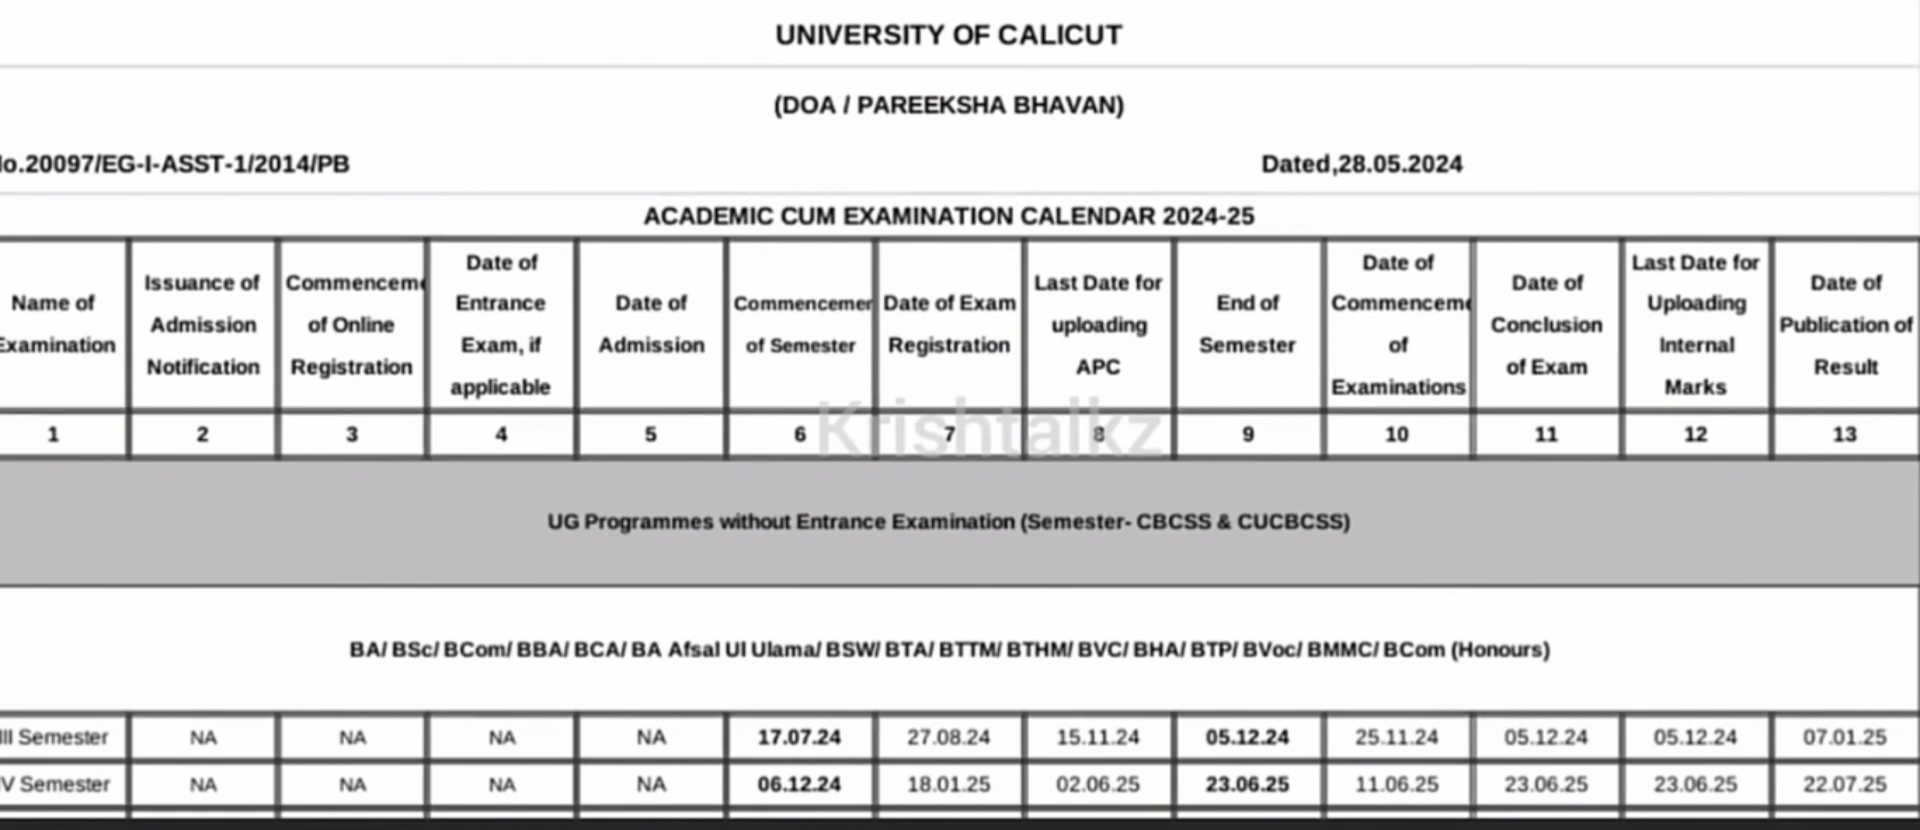 UNIVERSITY OF CALICUT
(DOA / PAREEKSHA BHAVAN)
o.20097/EG-I-ASST-1/2014/PB Dated,28.05.2024
ACADEMIC CUM EXAMINATION CALENDAR 2024-25
Name of Examination
Issuance of Admission Notification
Commenceme of Online Registration
Date of Entrance Exam, if applicable
Date of Admission
Commencemen of Semester
Date of Exam Registration
Last Date for uploading APC
End of Semester
Date of Commenceme of Examinations
Date of Conclusion of Exam
Last Date for Uploading Internal Marks
Date of Publication of Result
1 2 3 4 5 6 7 8 9 10 11 12 13
Krishtalkz
UG Programmes without Entrance Examination (Semester- CBCSS & CUCBCSS)
BA/ BSc/ BCom/ BBA/ BCA/ BA Afsal Ul Ulama/ BSW/ BTA/ BTTM/ BTHM/ BVC/ BHA/ BTP/ BVoc/ BMMC/ BCom (Honours)
III Semester NA NA NA NA 17.07.24 27.08.24 15.11.24 05.12.24 25.11.24 05.12.24 05.12.24 07.01.25
IV Semester NA NA NA NA 06.12.24 18.01.25 02.06.25 23.06.25 11.06.25 23.06.25 23.06.25 22.07.25